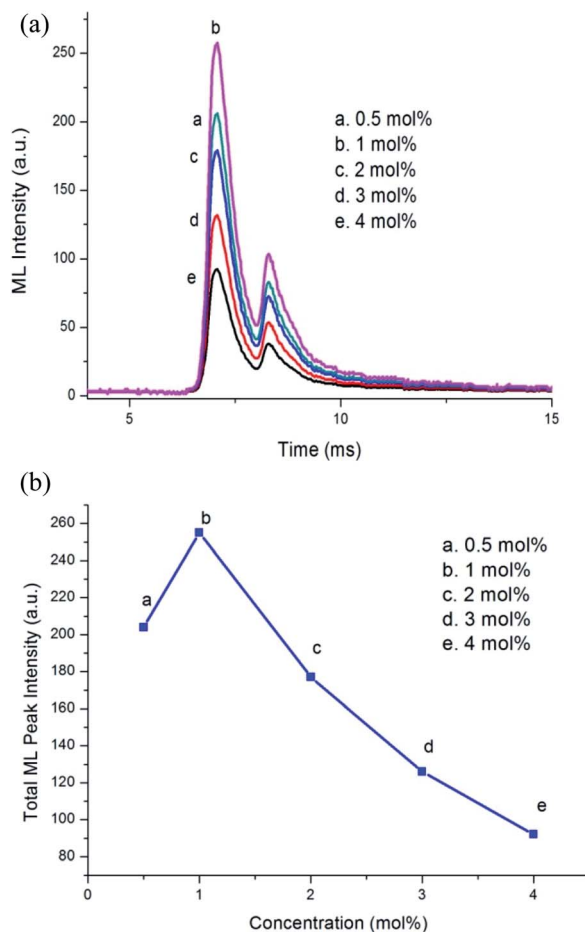 (a)
b
a
c
d
e
a. 0.5 mol%
b. 1 mol%
c. 2 mol%
d. 3 mol%
e. 4 mol%
250
200
150
100
50
0
ML Intensity (a.u.)
5
10
15
Time (ms)
(b)
a
b
c
d
e
a. 0.5 mol%
b. 1 mol%
c. 2 mol%
d. 3 mol%
e. 4 mol%
260
240
220
200
180
160
140
120
100
80
Total ML Peak Intensity (a.u.)
0
1
2
3
4
Concentration (mol%)